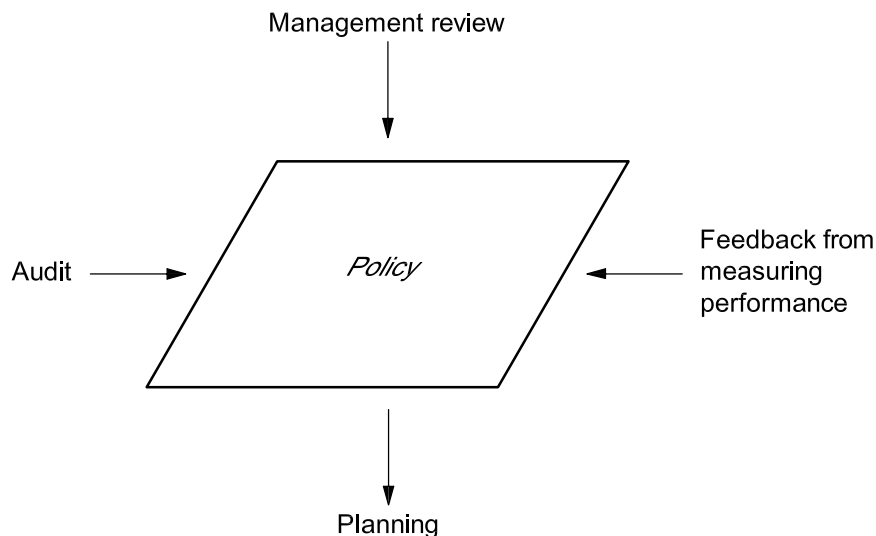 Management review
Audit
Policy
Feedback from
measuring
performance
Planning